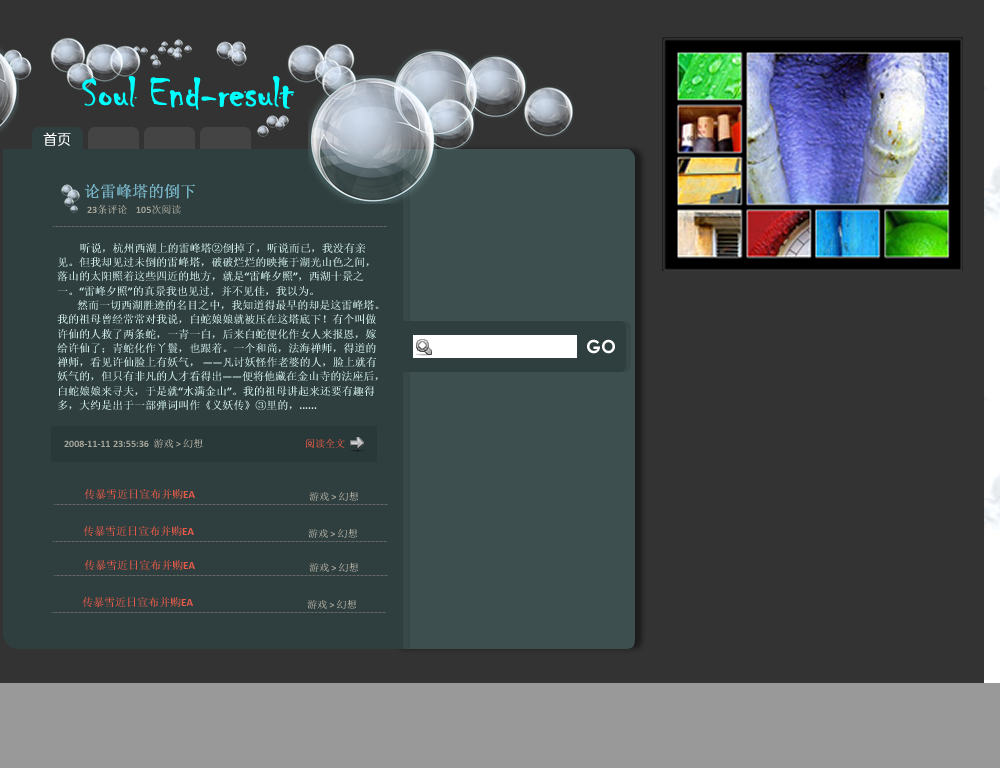 Soul End-result
首页
论雷峰塔的倒下
23条评论 105次阅读
听说，杭州西湖上的雷峰塔②倒掉了，听说而已，我没有亲
见。但我却见过未倒的雷峰塔，破破烂烂的映掩于湖光山色之间，
落山的太阳照着这些四近的地方，就是“雷峰夕照”，西湖十景之
一。“雷峰夕照”的真景我也见过，并不见佳，我以为。
然而一切西湖胜迹的名目之中，我知道得最早的却是这雷峰塔。
我的祖母曾经常常对我说，白蛇娘娘就被压在这塔底下！有个叫做
许仙的人救了两条蛇，一青一白，后来白蛇便化作女人来报恩，嫁
给许仙了；青蛇化作丫鬟，也跟着。一个和尚，法海禅师，得道的
禅师，看见许仙脸上有妖气， ——凡讨妖怪作老婆的人，脸上就有
妖气的，但只有非凡的人才看得出——便将他藏在金山寺的法座后，
白蛇娘娘来寻夫，于是就“水满金山”。我的祖母讲起来还要有趣得
多，大约是出于一部弹词叫作《义妖传》③里的，......
2008-11-11 23:55:36 游戏 > 幻想 阅读全文
GO
传暴雪近日宣布并购EA 游戏 > 幻想
传暴雪近日宣布并购EA 游戏 > 幻想
传暴雪近日宣布并购EA 游戏 > 幻想
传暴雪近日宣布并购EA 游戏 > 幻想